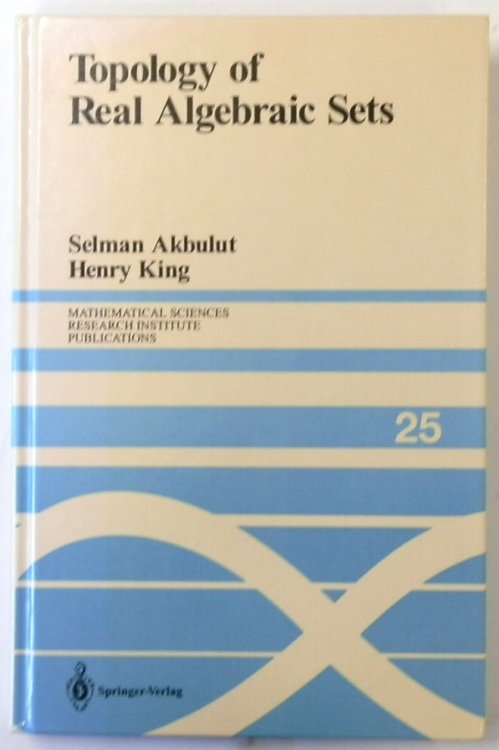 Topology of
Real Algebraic Sets
Selman Akbulut
Henry King
MATHEMATICAL SCIENCES
RESEARCH INSTITUTE
PUBLICATIONS
25
Springer-Verlag